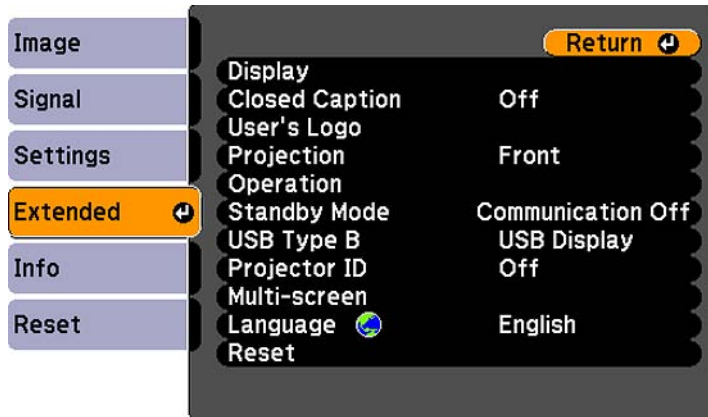 Image
Signal
Settings
Extended
Info
Reset
Return
Display
Closed Caption Off
User's Logo
Projection Front
Operation
Standby Mode Communication Off
USB Type B USB Display
Projector ID Off
Multi-screen
Language English
Reset